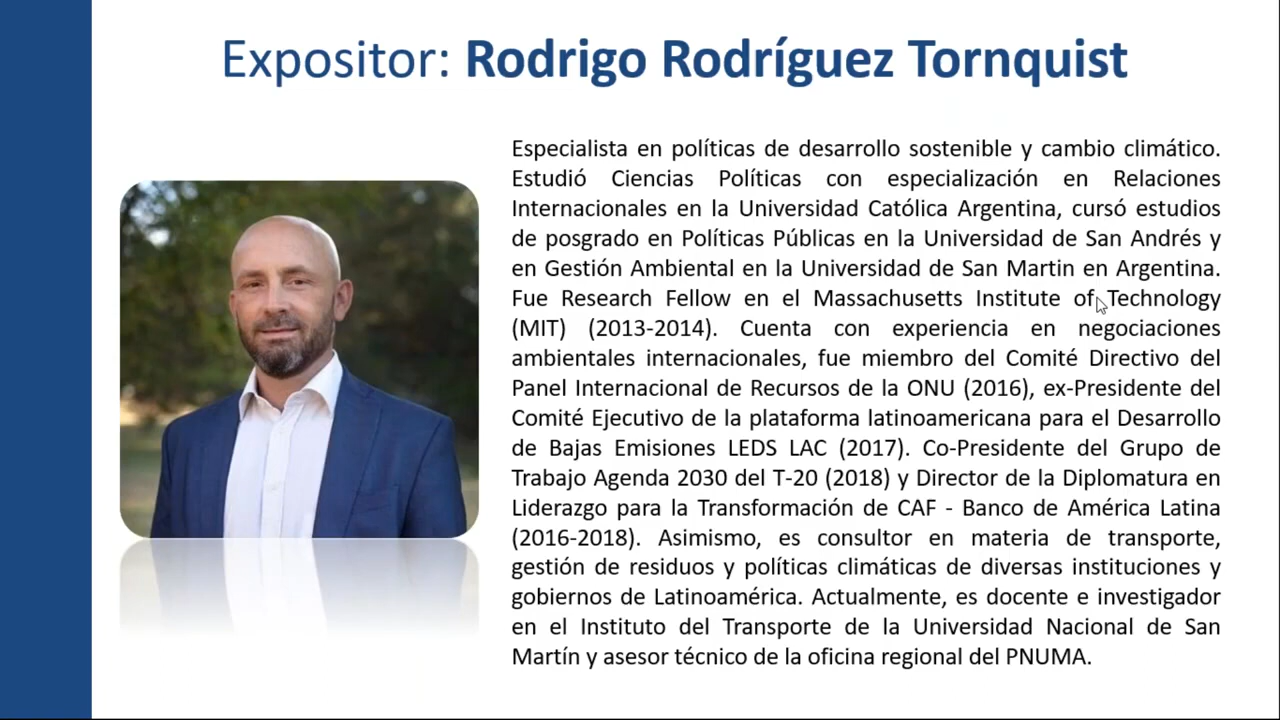 Expositor: Rodrigo Rodríguez Tornquist
Especialista en políticas de desarrollo sostenible y cambio climático.
Estudió Ciencias Políticas con especialización en Relaciones
Internacionales en la Universidad Católica Argentina, cursó estudios
de posgrado en Políticas Públicas en la Universidad de San Andrés y
en Gestión Ambiental en la Universidad de San Martin en Argentina.
Fue Research Fellow en el Massachusetts Institute of Technology
(MIT) (2013-2014). Cuenta con experiencia en negociaciones
ambientales internacionales, fue miembro del Comité Directivo del
Panel Internacional de Recursos de la ONU (2016), ex-Presidente del
Comité Ejecutivo de la plataforma latinoamericana para el Desarrollo
de Bajas Emisiones LEDS LAC (2017). Co-Presidente del Grupo de
Trabajo Agenda 2030 del T-20 (2018) y Director de la Diplomatura en
Liderazgo para la Transformación de CAF - Banco de América Latina
(2016-2018). Asimismo, es consultor en materia de transporte,
gestión de residuos y políticas climáticas de diversas instituciones y
gobiernos de Latinoamérica. Actualmente, es docente e investigador
en el Instituto del Transporte de la Universidad Nacional de San
Martín y asesor técnico de la oficina regional del PNUMA.